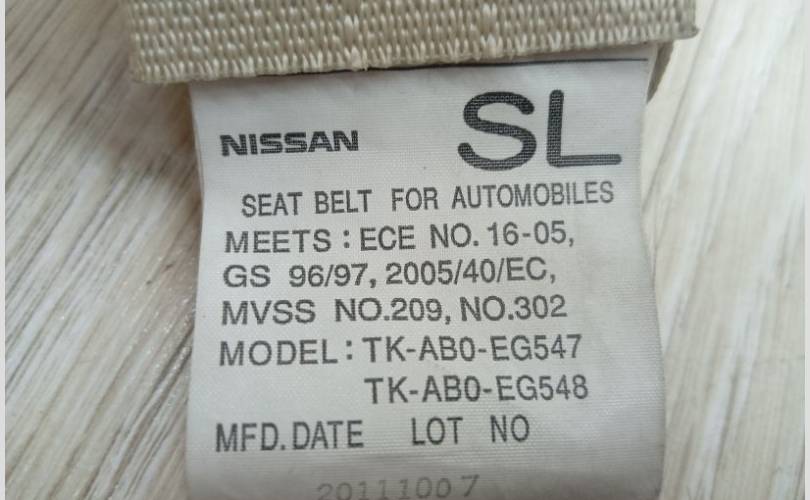 NISSAN SL
SEAT BELT FOR AUTOMOBILES
MEETS : ECE NO. 16-05,
GS 96/97, 2005/40/EC,
MVSS NO.209, NO.302
MODEL : TK-AB0-EG547
TK-AB0-EG548
MFD. DATE LOT NO
20111007